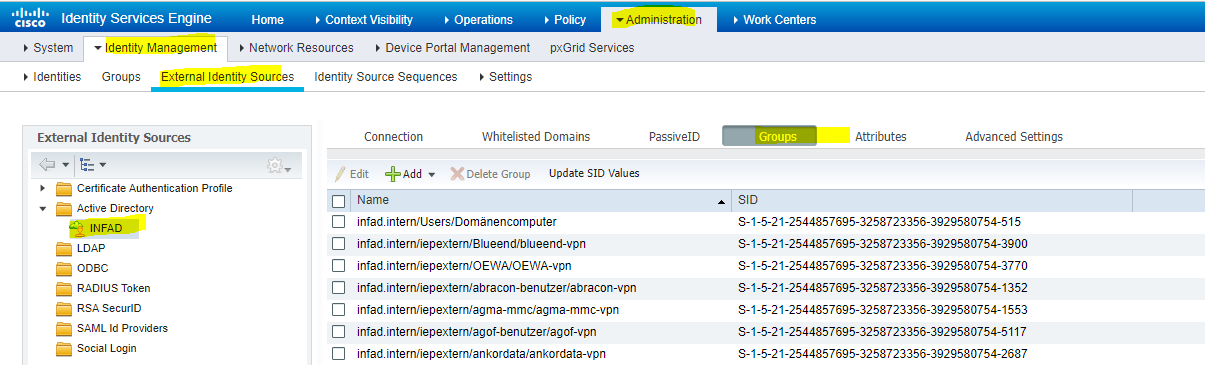 cisco Identity Services Engine Home Context Visibility Operations Policy Administration Work Centers
System Identity Management Network Resources Device Portal Management pxGrid Services
Identities Groups External Identity Sources Identity Source Sequences Settings
External Identity Sources
Certificate Authentication Profile
Active Directory
INFAD
LDAP
ODBC
RADIUS Token
RSA SecurID
SAML Id Providers
Social Login
Connection Whitelisted Domains PassiveID Groups Attributes Advanced Settings
Edit Add Delete Group Update SID Values
Name SID
infad.intern/Users/Domänencomputer S-1-5-21-2544857695-3258723356-3929580754-515
infad.intern/iepextern/Blueend/blueend-vpn S-1-5-21-2544857695-3258723356-3929580754-3900
infad.intern/iepextern/OEWA/OEWA-vpn S-1-5-21-2544857695-3258723356-3929580754-3770
infad.intern/iepextern/abracon-benutzer/abracon-vpn S-1-5-21-2544857695-3258723356-3929580754-1352
infad.intern/iepextern/agma-mmc/agma-mmc-vpn S-1-5-21-2544857695-3258723356-3929580754-1553
infad.intern/iepextern/agof-benutzer/agof-vpn S-1-5-21-2544857695-3258723356-3929580754-5117
infad.intern/iepextern/ankordata/ankordata-vpn S-1-5-21-2544857695-3258723356-3929580754-2687